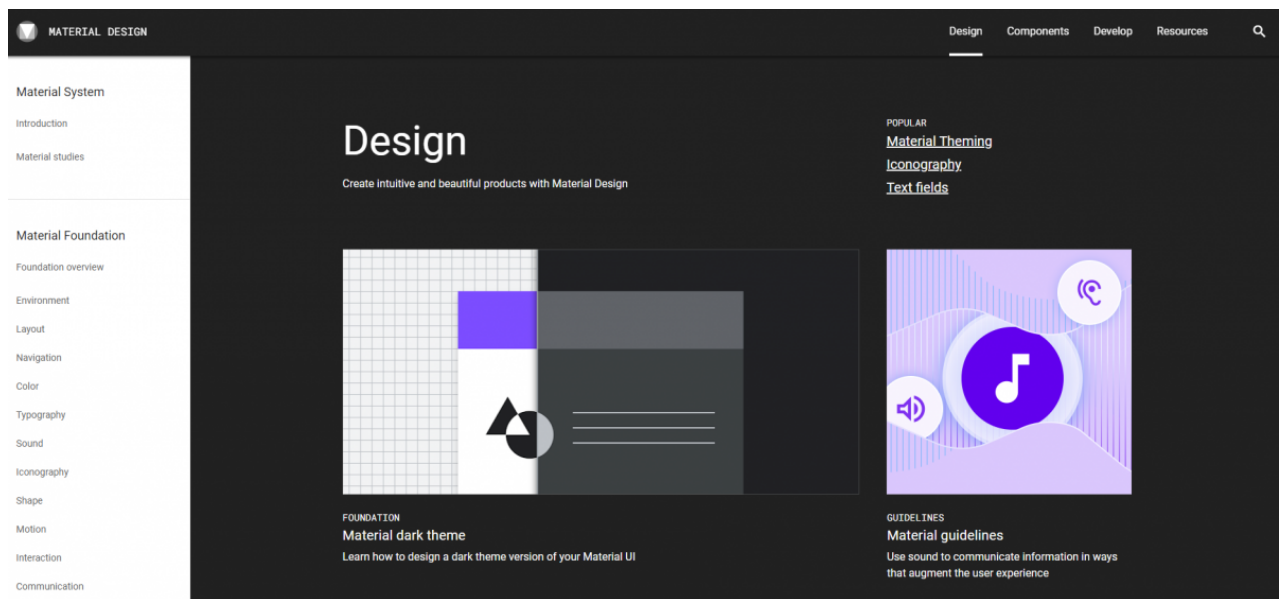 MATERIAL DESIGN
Design
Components
Develop
Resources
Material System
Introduction
Material studies
Material Foundation
Foundation overview
Environment
Layout
Navigation
Color
Typography
Sound
Iconography
Shape
Motion
Interaction
Communication
Design
Create intuitive and beautiful products with Material Design
POPULAR
Material Theming
Iconography
Text fields
FOUNDATION
Material dark theme
Learn how to design a dark theme version of your Material UI
GUIDELINES
Material guidelines
Use sound to communicate information in ways
that augment the user experience